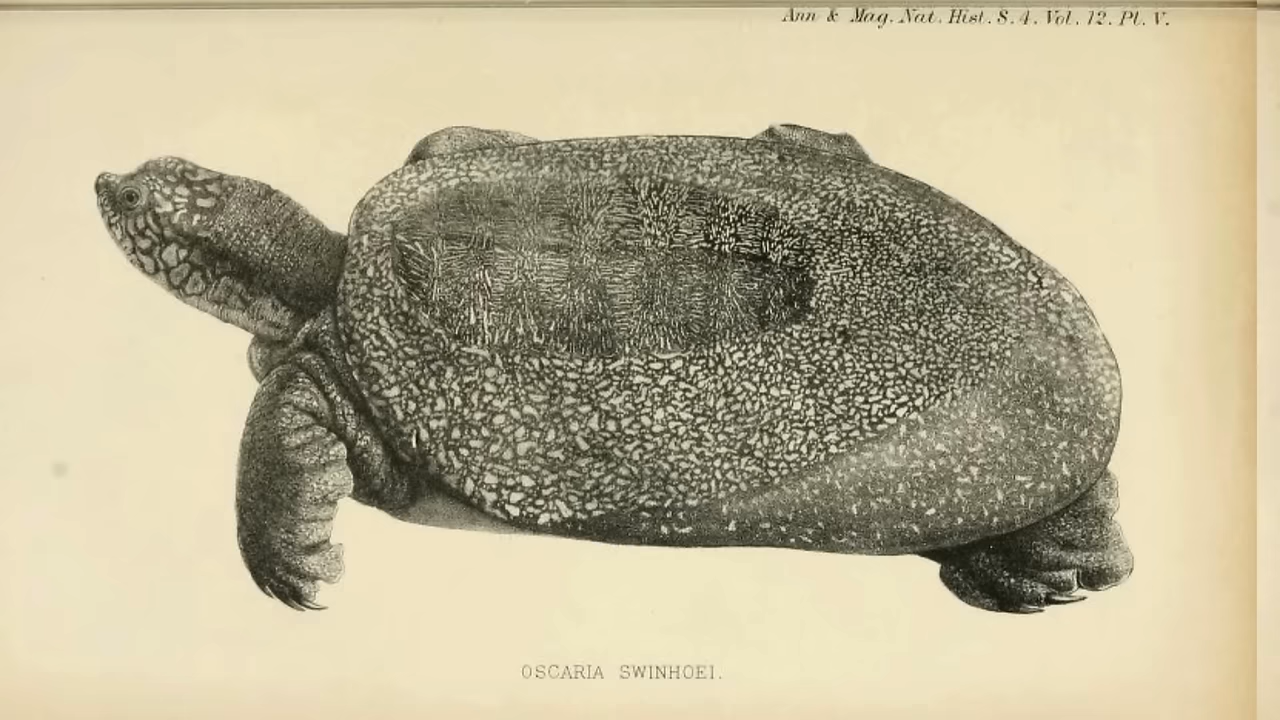 Ann & Mag. Nat. Hist. S. 4. Vol. 12. Pl. V.
OSCARIA SWINHOEI.